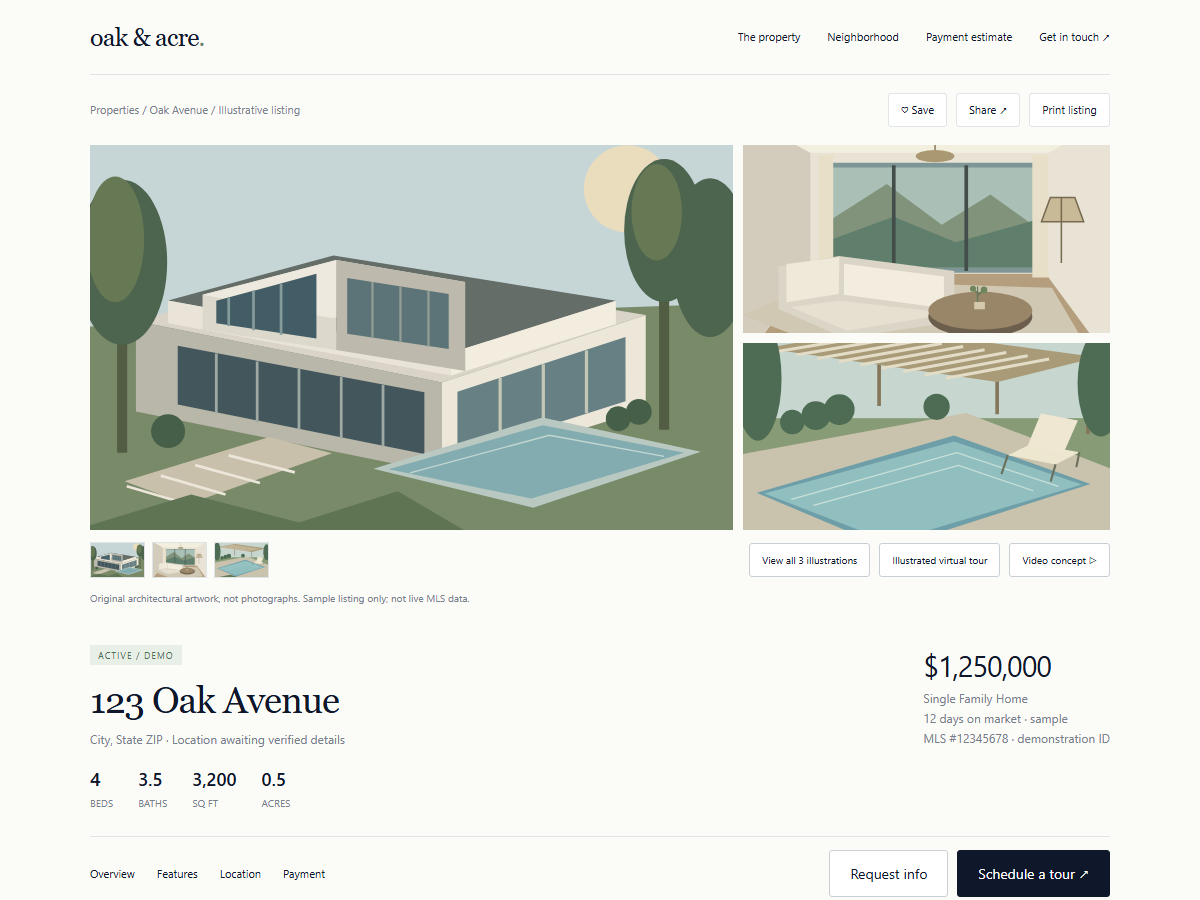 oak & acre.
The property Neighborhood Payment estimate Get in touch ↗
Properties / Oak Avenue / Illustrative listing
♡ Save Share ↗ Print listing
View all 3 illustrations Illustrated virtual tour Video concept ▷
Original architectural artwork, not photographs. Sample listing only; not live MLS data.
ACTIVE / DEMO
123 Oak Avenue
City, State ZIP · Location awaiting verified details
$1,250,000
Single Family Home
12 days on market · sample
MLS #12345678 · demonstration ID
4 3.5 3,200 0.5
BEDS BATHS SQ FT ACRES
Overview Features Location Payment
Request info Schedule a tour ↗